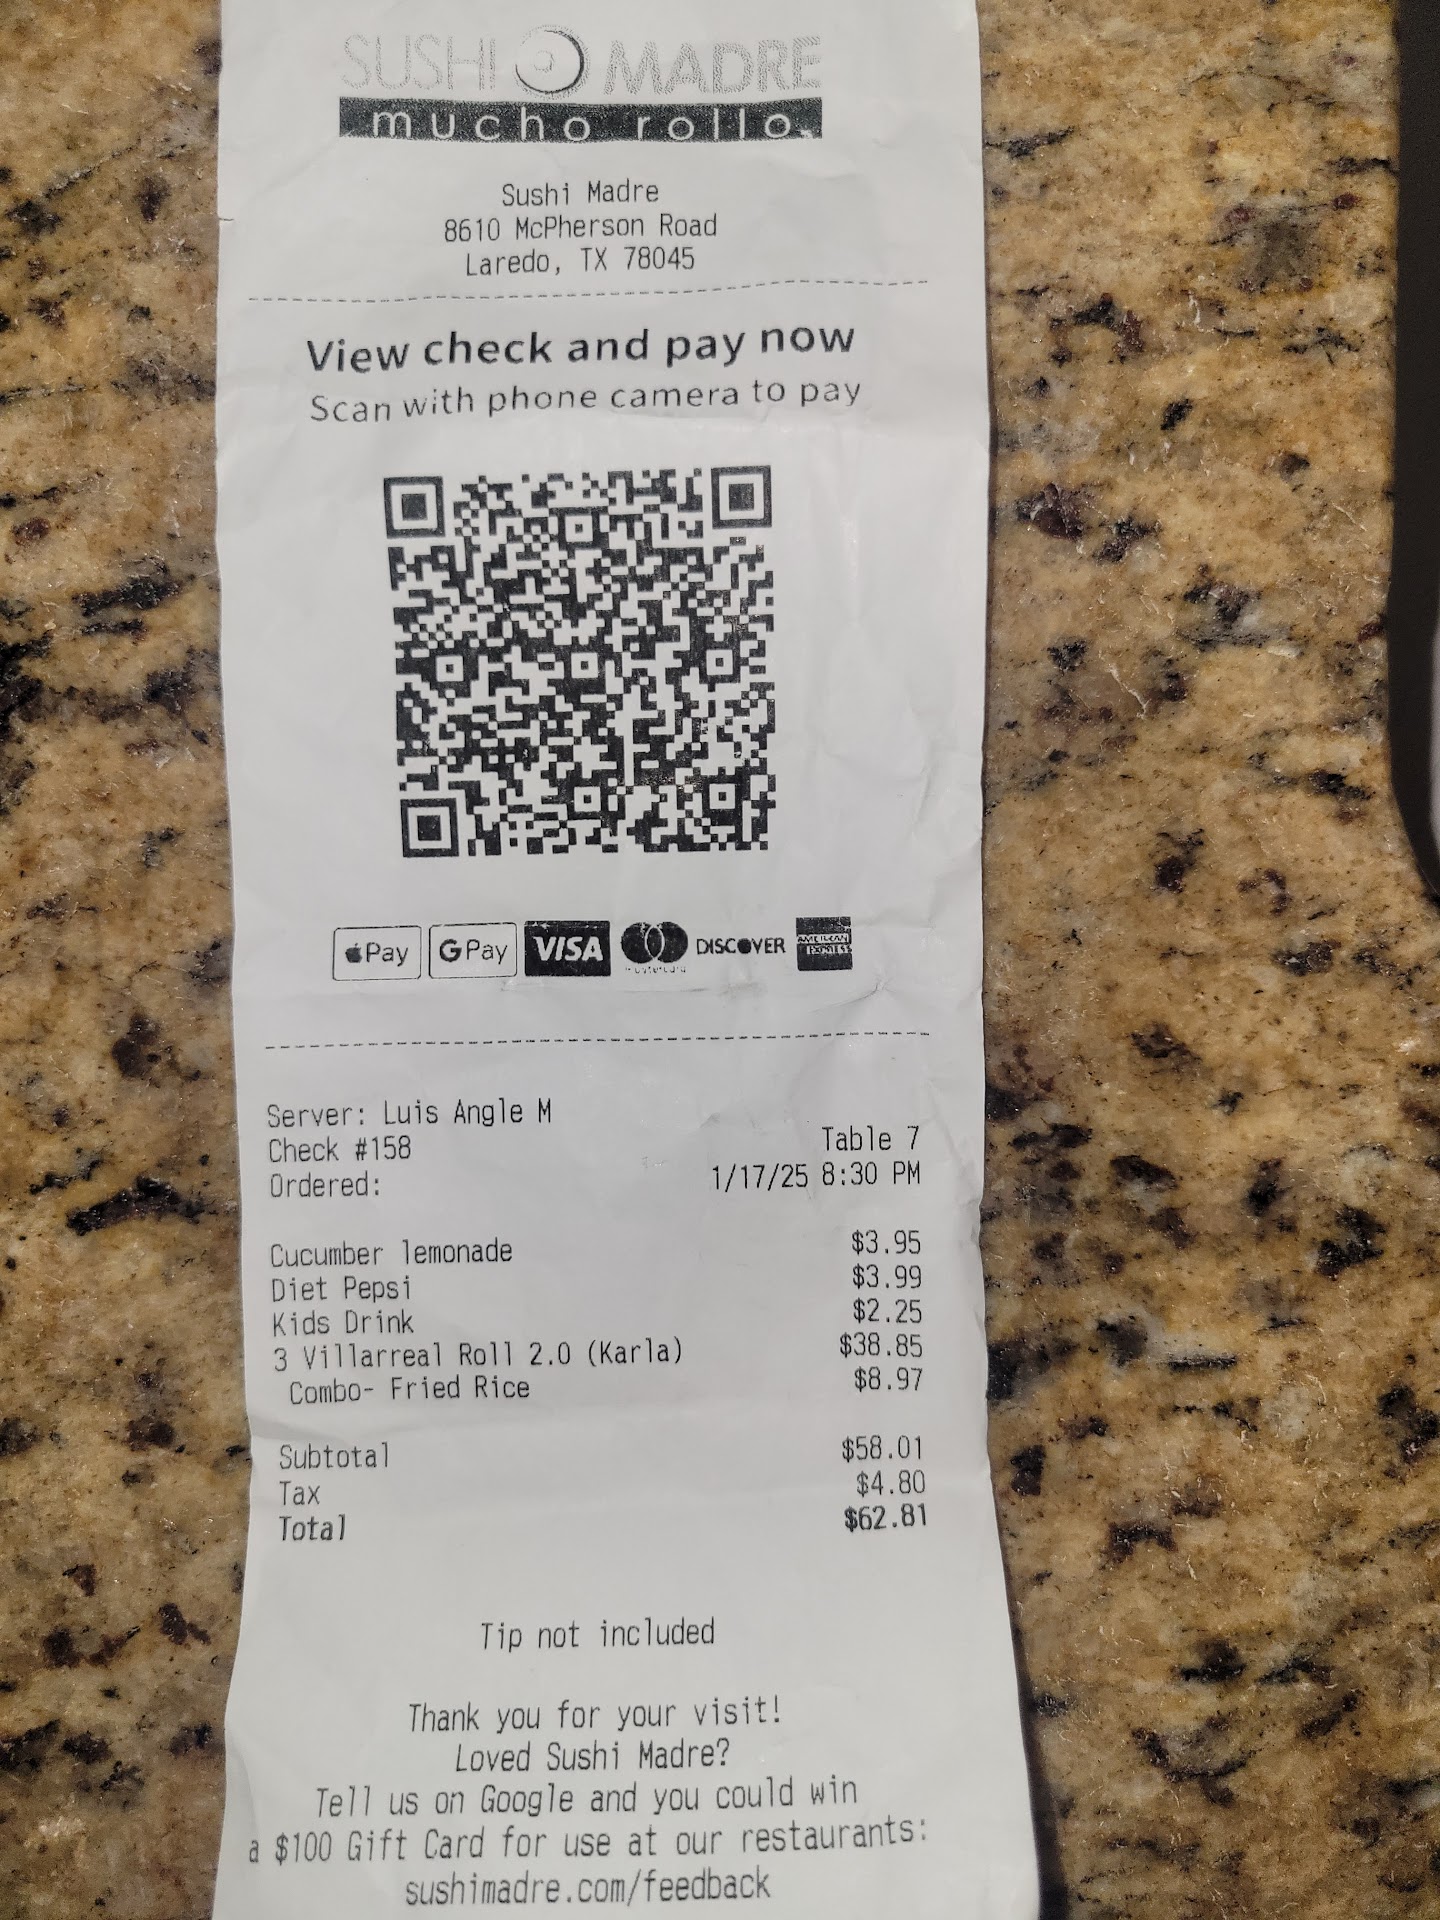 SUSHI MADRE
mucho rollo
Sushi Madre
8610 McPherson Road
Laredo, TX 78045
View check and pay now
Scan with phone camera to pay
Pay G Pay VISA mastercard DISCOVER AMERICAN EXPRESS
Server: Luis Angle M
Check #158 Table 7
Ordered: 1/17/25 8:30 PM
Cucumber lemonade $3.95
Diet Pepsi $3.99
Kids Drink $2.25
3 Villarreal Roll 2.0 (Karla) $38.85
Combo- Fried Rice $8.97
Subtotal $58.01
Tax $4.80
Total $62.81
Tip not included
Thank you for your visit!
Loved Sushi Madre?
Tell us on Google and you could win
a $100 Gift Card for use at our restaurants:
sushimadre.com/feedback